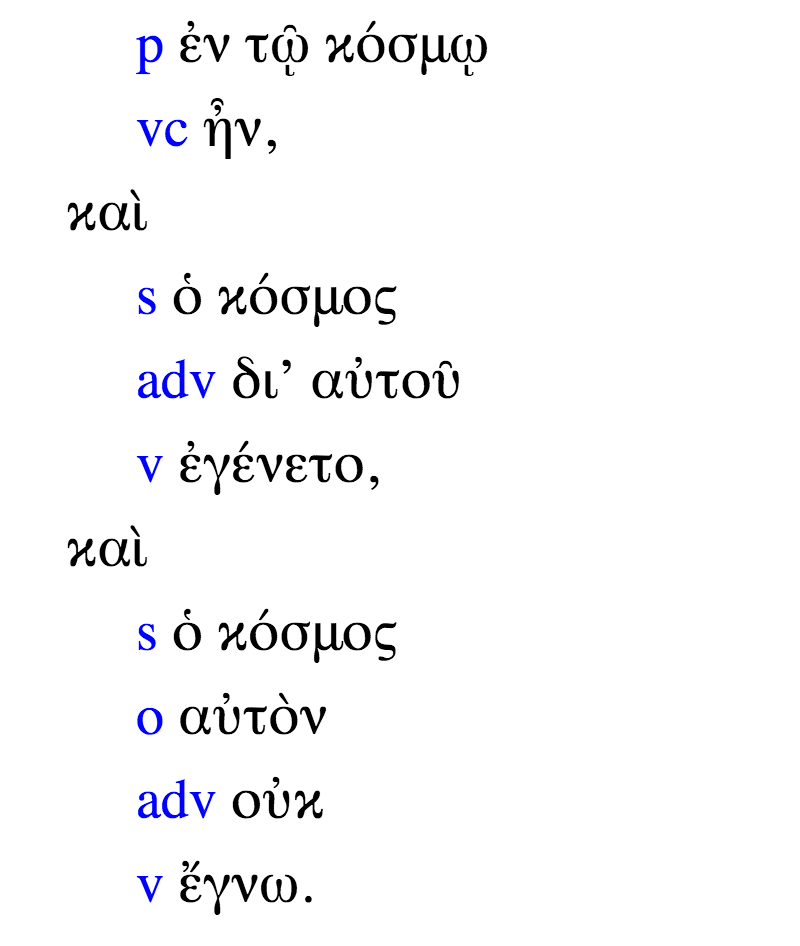 p ἐν τῷ κόσμῳ
vc ἦν,
καὶ
s ὁ κόσμος
adv δι’ αὐτοῦ
v ἐγένετο,
καὶ
s ὁ κόσμος
o αὐτὸν
adv οὐκ
v ἔγνω.